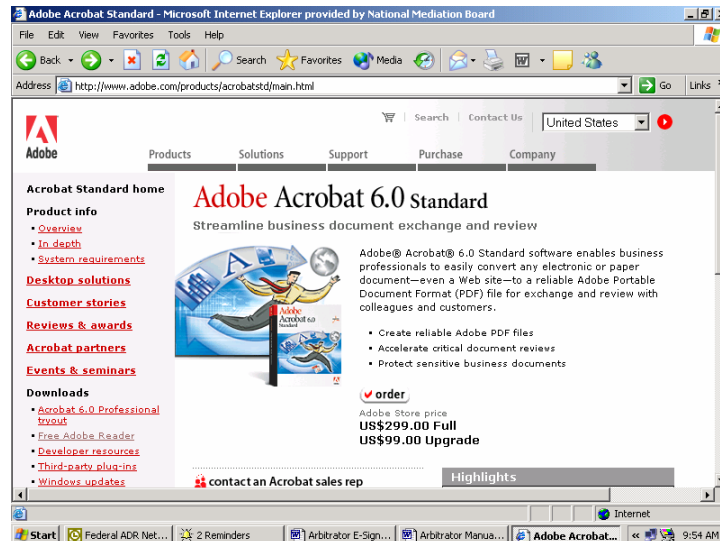 Adobe Acrobat Standard - Microsoft Internet Explorer provided by National Mediation Board
File Edit View Favorites Tools Help
Back Search Favorites Media
Address http://www.adobe.com/products/acrobatstd/main.html Go Links
Search | Contact Us United States
Adobe
Products Solutions Support Purchase Company
Acrobat Standard home
Product info
• Overview
• In depth
• System requirements
Desktop solutions
Customer stories
Reviews & awards
Acrobat partners
Events & seminars
Downloads
• Acrobat 6.0 Professional
tryout
• Free Adobe Reader
• Developer resources
• Third-party plug-ins
• Windows updates
Adobe Acrobat 6.0 Standard
Streamline business document exchange and review
Adobe
Acrobat 6.0
Standard
Adobe® Acrobat® 6.0 Standard software enables business
professionals to easily convert any electronic or paper
document—even a Web site—to a reliable Adobe Portable
Document Format (PDF) file for exchange and review with
colleagues and customers.
• Create reliable Adobe PDF files
• Accelerate critical document reviews
• Protect sensitive business documents
order
Adobe Store price
US$299.00 Full
US$99.00 Upgrade
contact an Acrobat sales rep
Highlights
Internet
Start Federal ADR Net... 2 Reminders Arbitrator E-Sign... Arbitrator Manua... Adobe Acrobat... « 9:54 AM